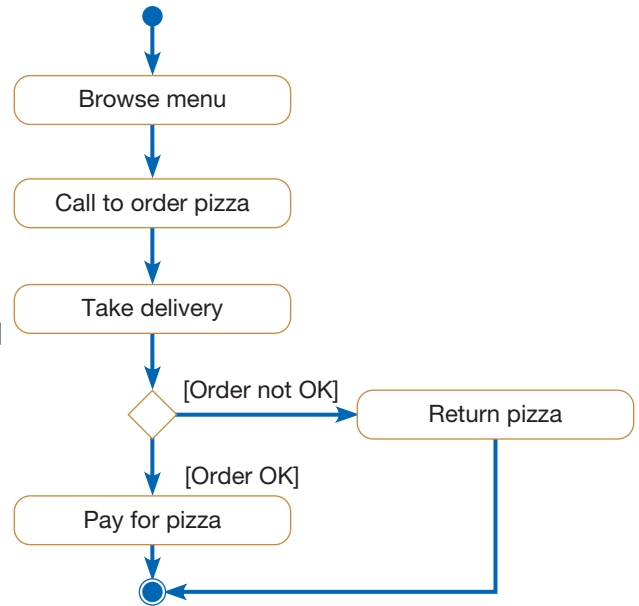 Browse menu
Call to order pizza
Take delivery
[Order not OK]
Return pizza
[Order OK]
Pay for pizza